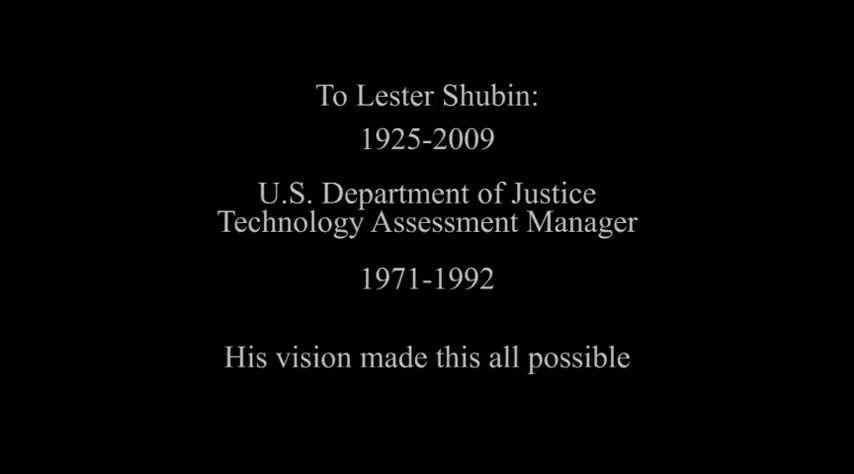 To Lester Shubin:
1925-2009
U.S. Department of Justice
Technology Assessment Manager
1971-1992
His vision made this all possible